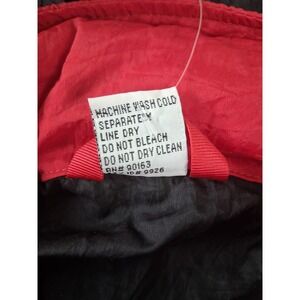 MACHINE WASH COLD
SEPARATELY
LINE DRY
DO NOT BLEACH
DO NOT DRY CLEAN
RN# 90163
# 9926